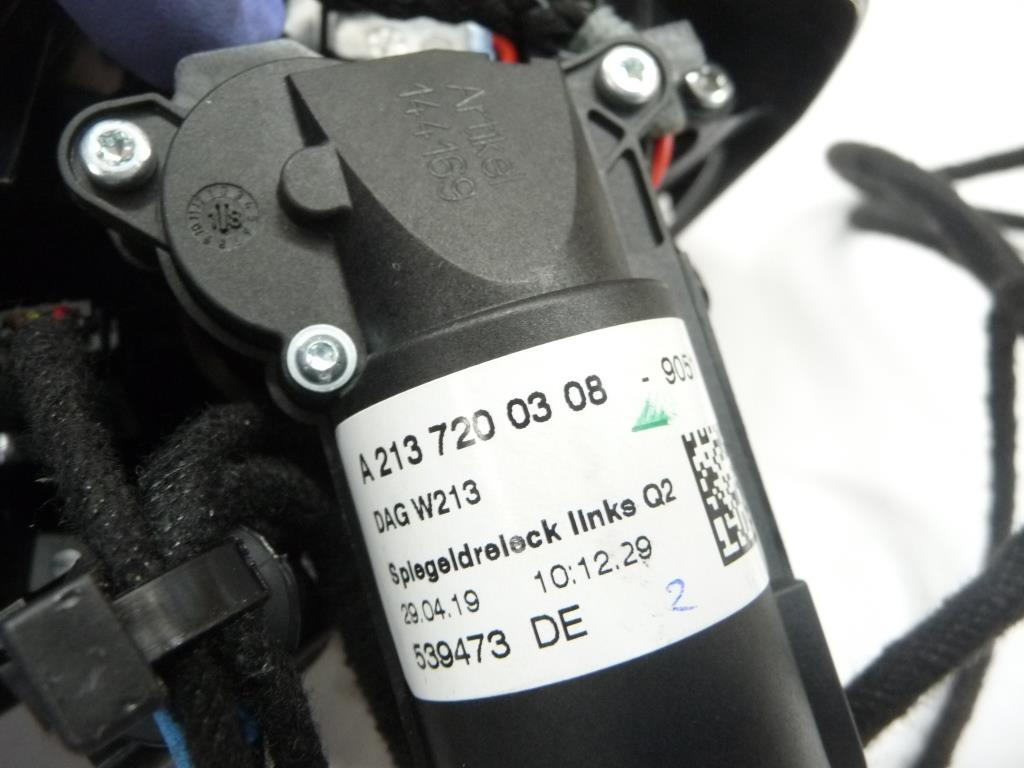 Artikel
144169
A 213 720 03 08 - 9051
DAG W213
Spiegeldreieck links Q2
29.04.19 10:12.29
539473 DE 2